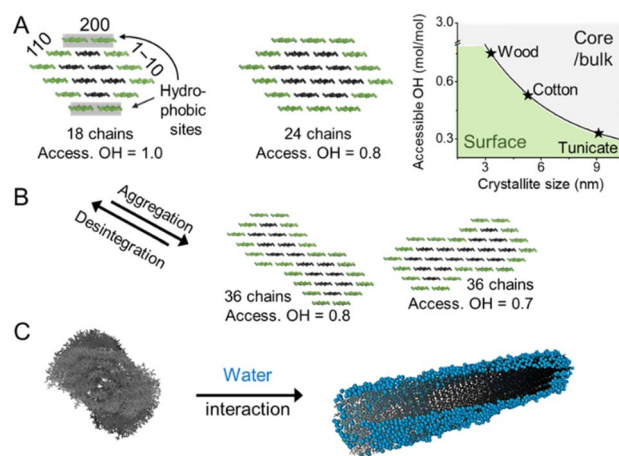 A
200
110
1~10
Hydro-
phobic
sites
18 chains
Access. OH = 1.0
24 chains
Access. OH = 0.8
Accessible OH (mol/mol)
3.0
0.6
0.3
Wood
Cotton
Tunicate
Core
/bulk
Surface
3
6
9
Crystallite size (nm)
B
Aggregation
Desintegration
36 chains
Access. OH = 0.8
36 chains
Access. OH = 0.7
C
Water
interaction